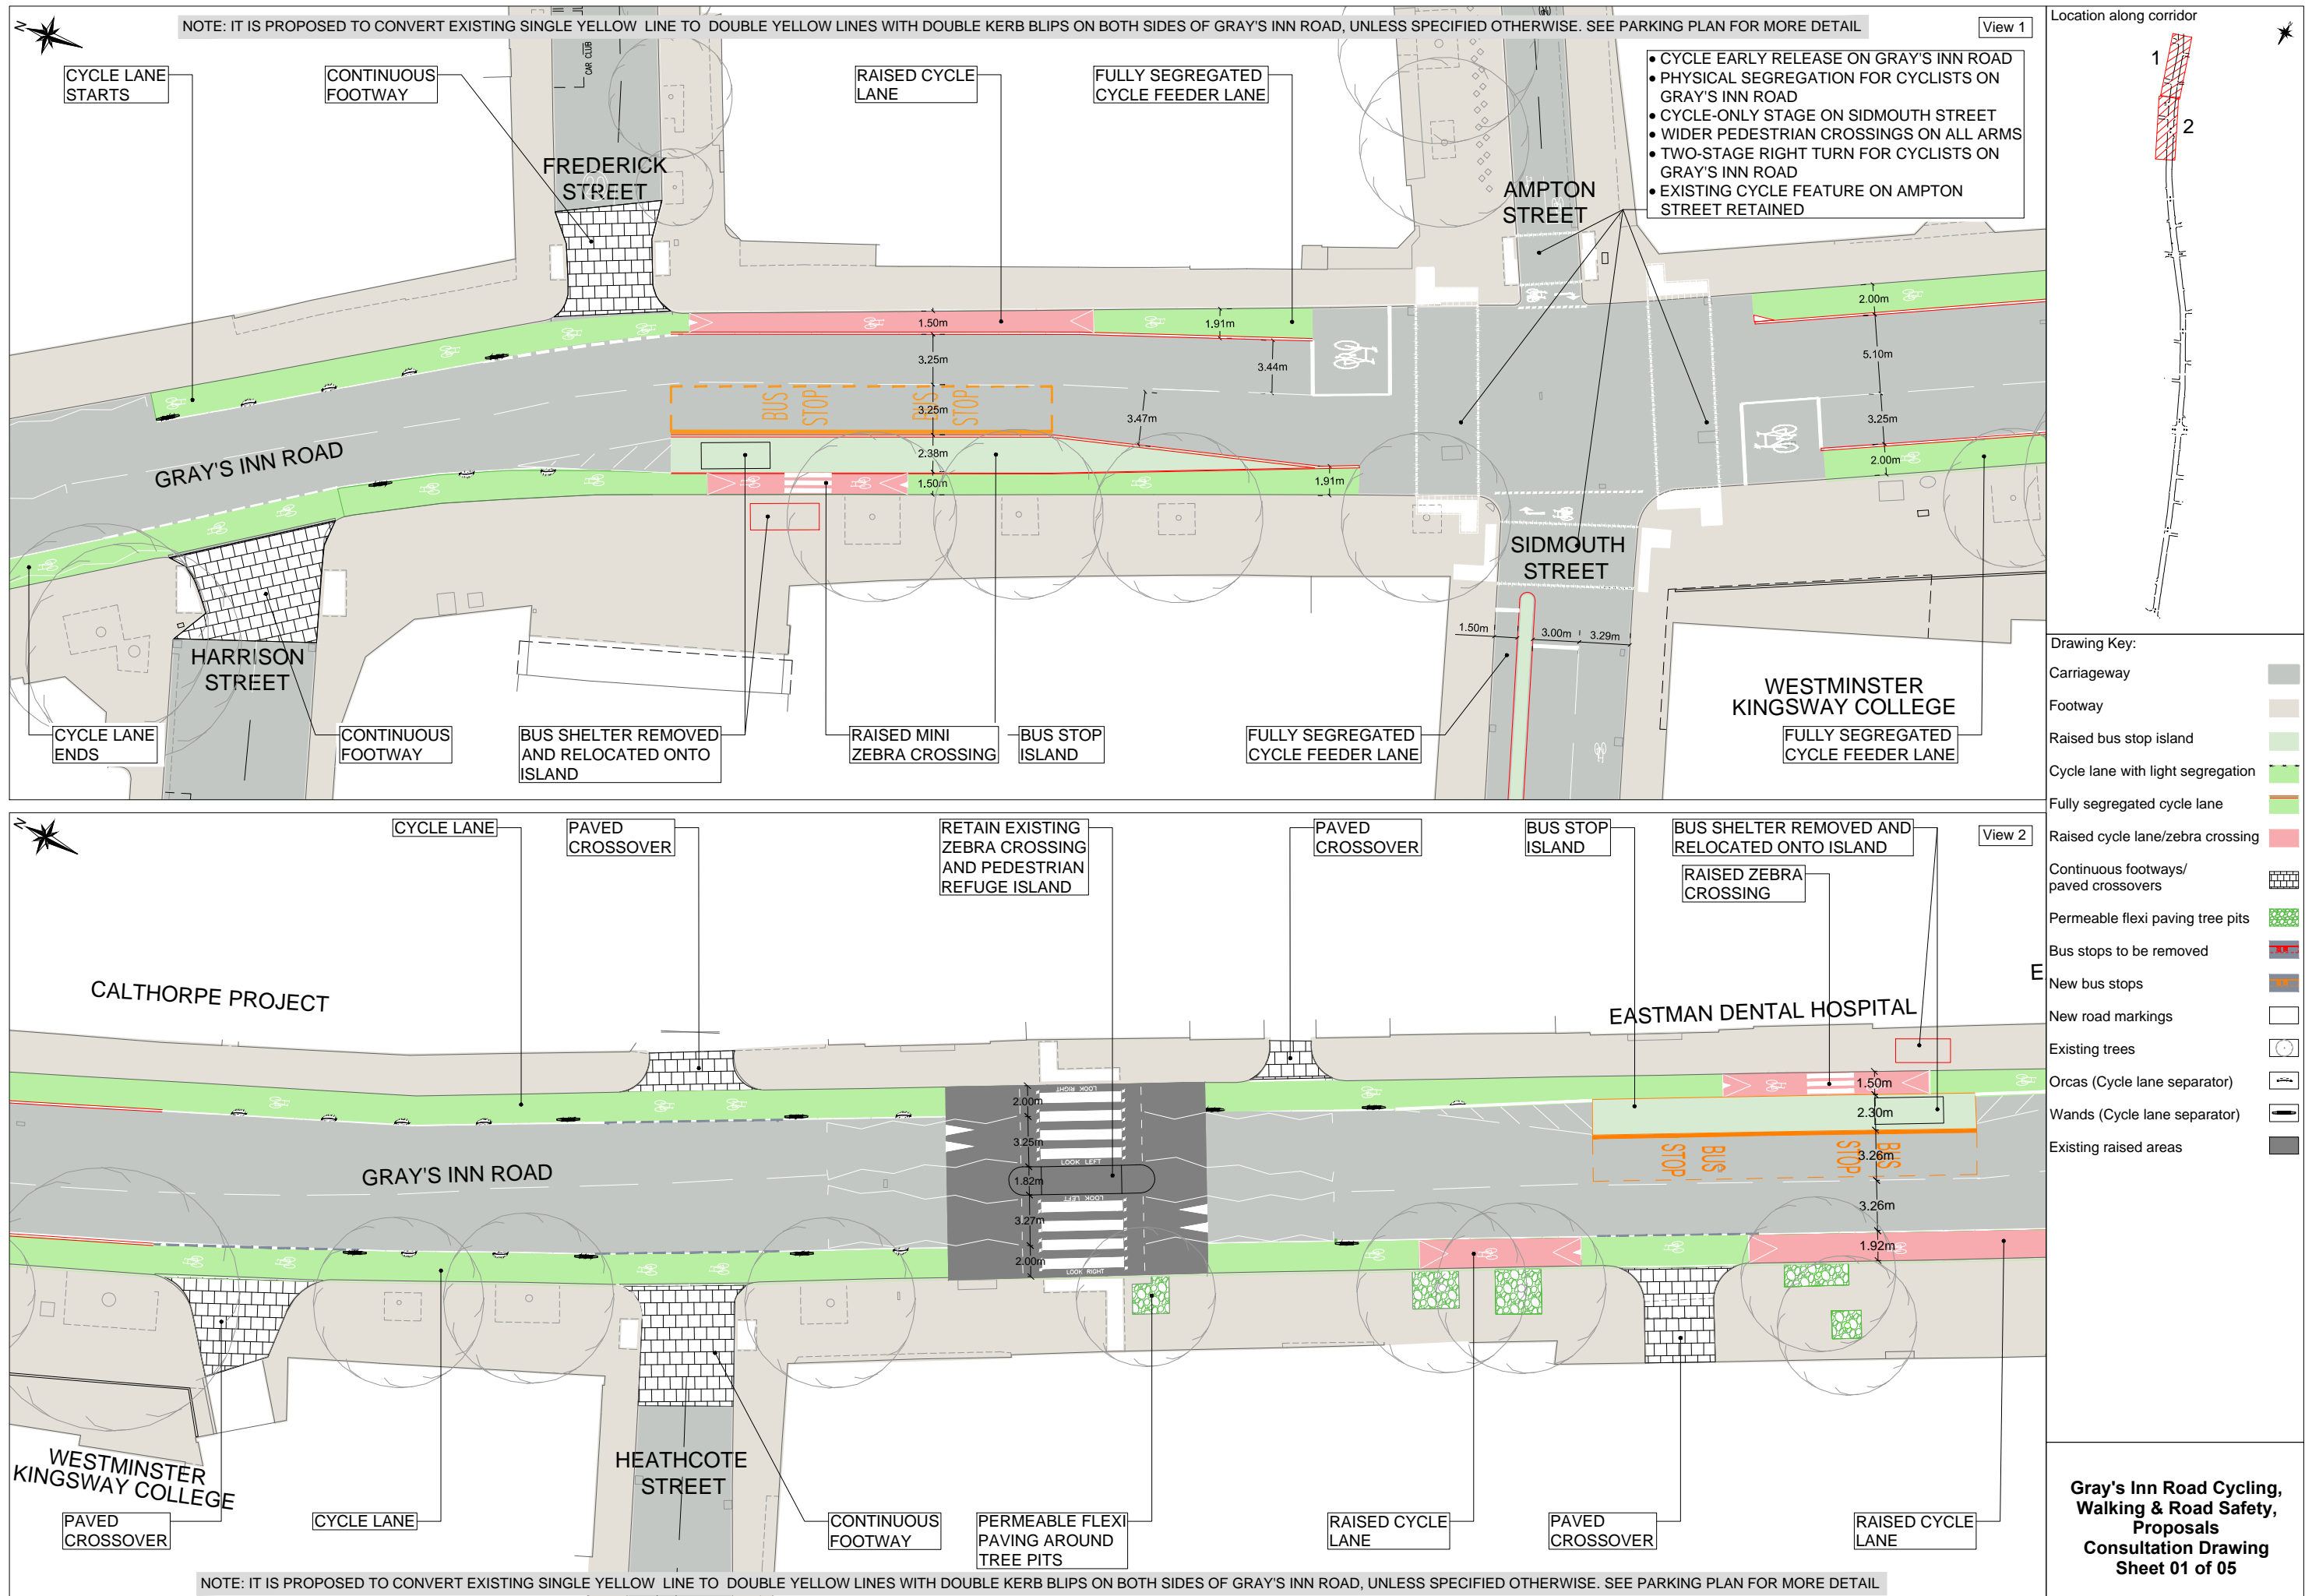 NOTE: IT IS PROPOSED TO CONVERT EXISTING SINGLE YELLOW LINE TO DOUBLE YELLOW LINES WITH DOUBLE KERB BLIPS ON BOTH SIDES OF GRAY'S INN ROAD, UNLESS SPECIFIED OTHERWISE. SEE PARKING PLAN FOR MORE DETAIL
View 1
N
CYCLE LANE
STARTS
CONTINUOUS
FOOTWAY
CAR CLUB
RAISED CYCLE
LANE
FULLY SEGREGATED
CYCLE FEEDER LANE
• CYCLE EARLY RELEASE ON GRAY'S INN ROAD
• PHYSICAL SEGREGATION FOR CYCLISTS ON
GRAY'S INN ROAD
• CYCLE-ONLY STAGE ON SIDMOUTH STREET
• WIDER PEDESTRIAN CROSSINGS ON ALL ARMS
• TWO-STAGE RIGHT TURN FOR CYCLISTS ON
GRAY'S INN ROAD
• EXISTING CYCLE FEATURE ON AMPTON
STREET RETAINED
FREDERICK
STREET
20
AMPTON
STREET
1.50m
1.91m
2.00m
3.25m
3.44m
5.10m
BUS STOP
BUS STOP
3.25m
3.47m
3.25m
GRAY'S INN ROAD
2.38m
2.00m
1.50m
1.91m
SIDMOUTH
STREET
HARRISON
STREET
1.50m
3.00m
3.29m
WESTMINSTER
KINGSWAY COLLEGE
CYCLE LANE
ENDS
CONTINUOUS
FOOTWAY
BUS SHELTER REMOVED
AND RELOCATED ONTO
ISLAND
RAISED MINI
ZEBRA CROSSING
BUS STOP
ISLAND
FULLY SEGREGATED
CYCLE FEEDER LANE
FULLY SEGREGATED
CYCLE FEEDER LANE
N
CYCLE LANE
PAVED
CROSSOVER
RETAIN EXISTING
ZEBRA CROSSING
AND PEDESTRIAN
REFUGE ISLAND
PAVED
CROSSOVER
BUS STOP
ISLAND
BUS SHELTER REMOVED AND
RELOCATED ONTO ISLAND
View 2
RAISED ZEBRA
CROSSING
CALTHORPE PROJECT
EASTMAN DENTAL HOSPITAL
E
LOOK RIGHT
2.00m
1.50m
2.30m
3.25m
BUS STOP
BUS STOP
3.26m
LOOK LEFT
GRAY'S INN ROAD
1.82m
LOOK LEFT
3.26m
3.27m
1.92m
2.00m
LOOK RIGHT
HEATHCOTE
STREET
WESTMINSTER
KINGSWAY COLLEGE
PAVED
CROSSOVER
CYCLE LANE
CONTINUOUS
FOOTWAY
PERMEABLE FLEXI
PAVING AROUND
TREE PITS
RAISED CYCLE
LANE
PAVED
CROSSOVER
RAISED CYCLE
LANE
NOTE: IT IS PROPOSED TO CONVERT EXISTING SINGLE YELLOW LINE TO DOUBLE YELLOW LINES WITH DOUBLE KERB BLIPS ON BOTH SIDES OF GRAY'S INN ROAD, UNLESS SPECIFIED OTHERWISE. SEE PARKING PLAN FOR MORE DETAIL
Location along corridor
1
2
Drawing Key:
Carriageway
Footway
Raised bus stop island
Cycle lane with light segregation
Fully segregated cycle lane
Raised cycle lane/zebra crossing
Continuous footways/
paved crossovers
Permeable flexi paving tree pits
Bus stops to be removed
New bus stops
New road markings
Existing trees
Orcas (Cycle lane separator)
Wands (Cycle lane separator)
Existing raised areas
Gray's Inn Road Cycling,
Walking & Road Safety,
Proposals
Consultation Drawing
Sheet 01 of 05